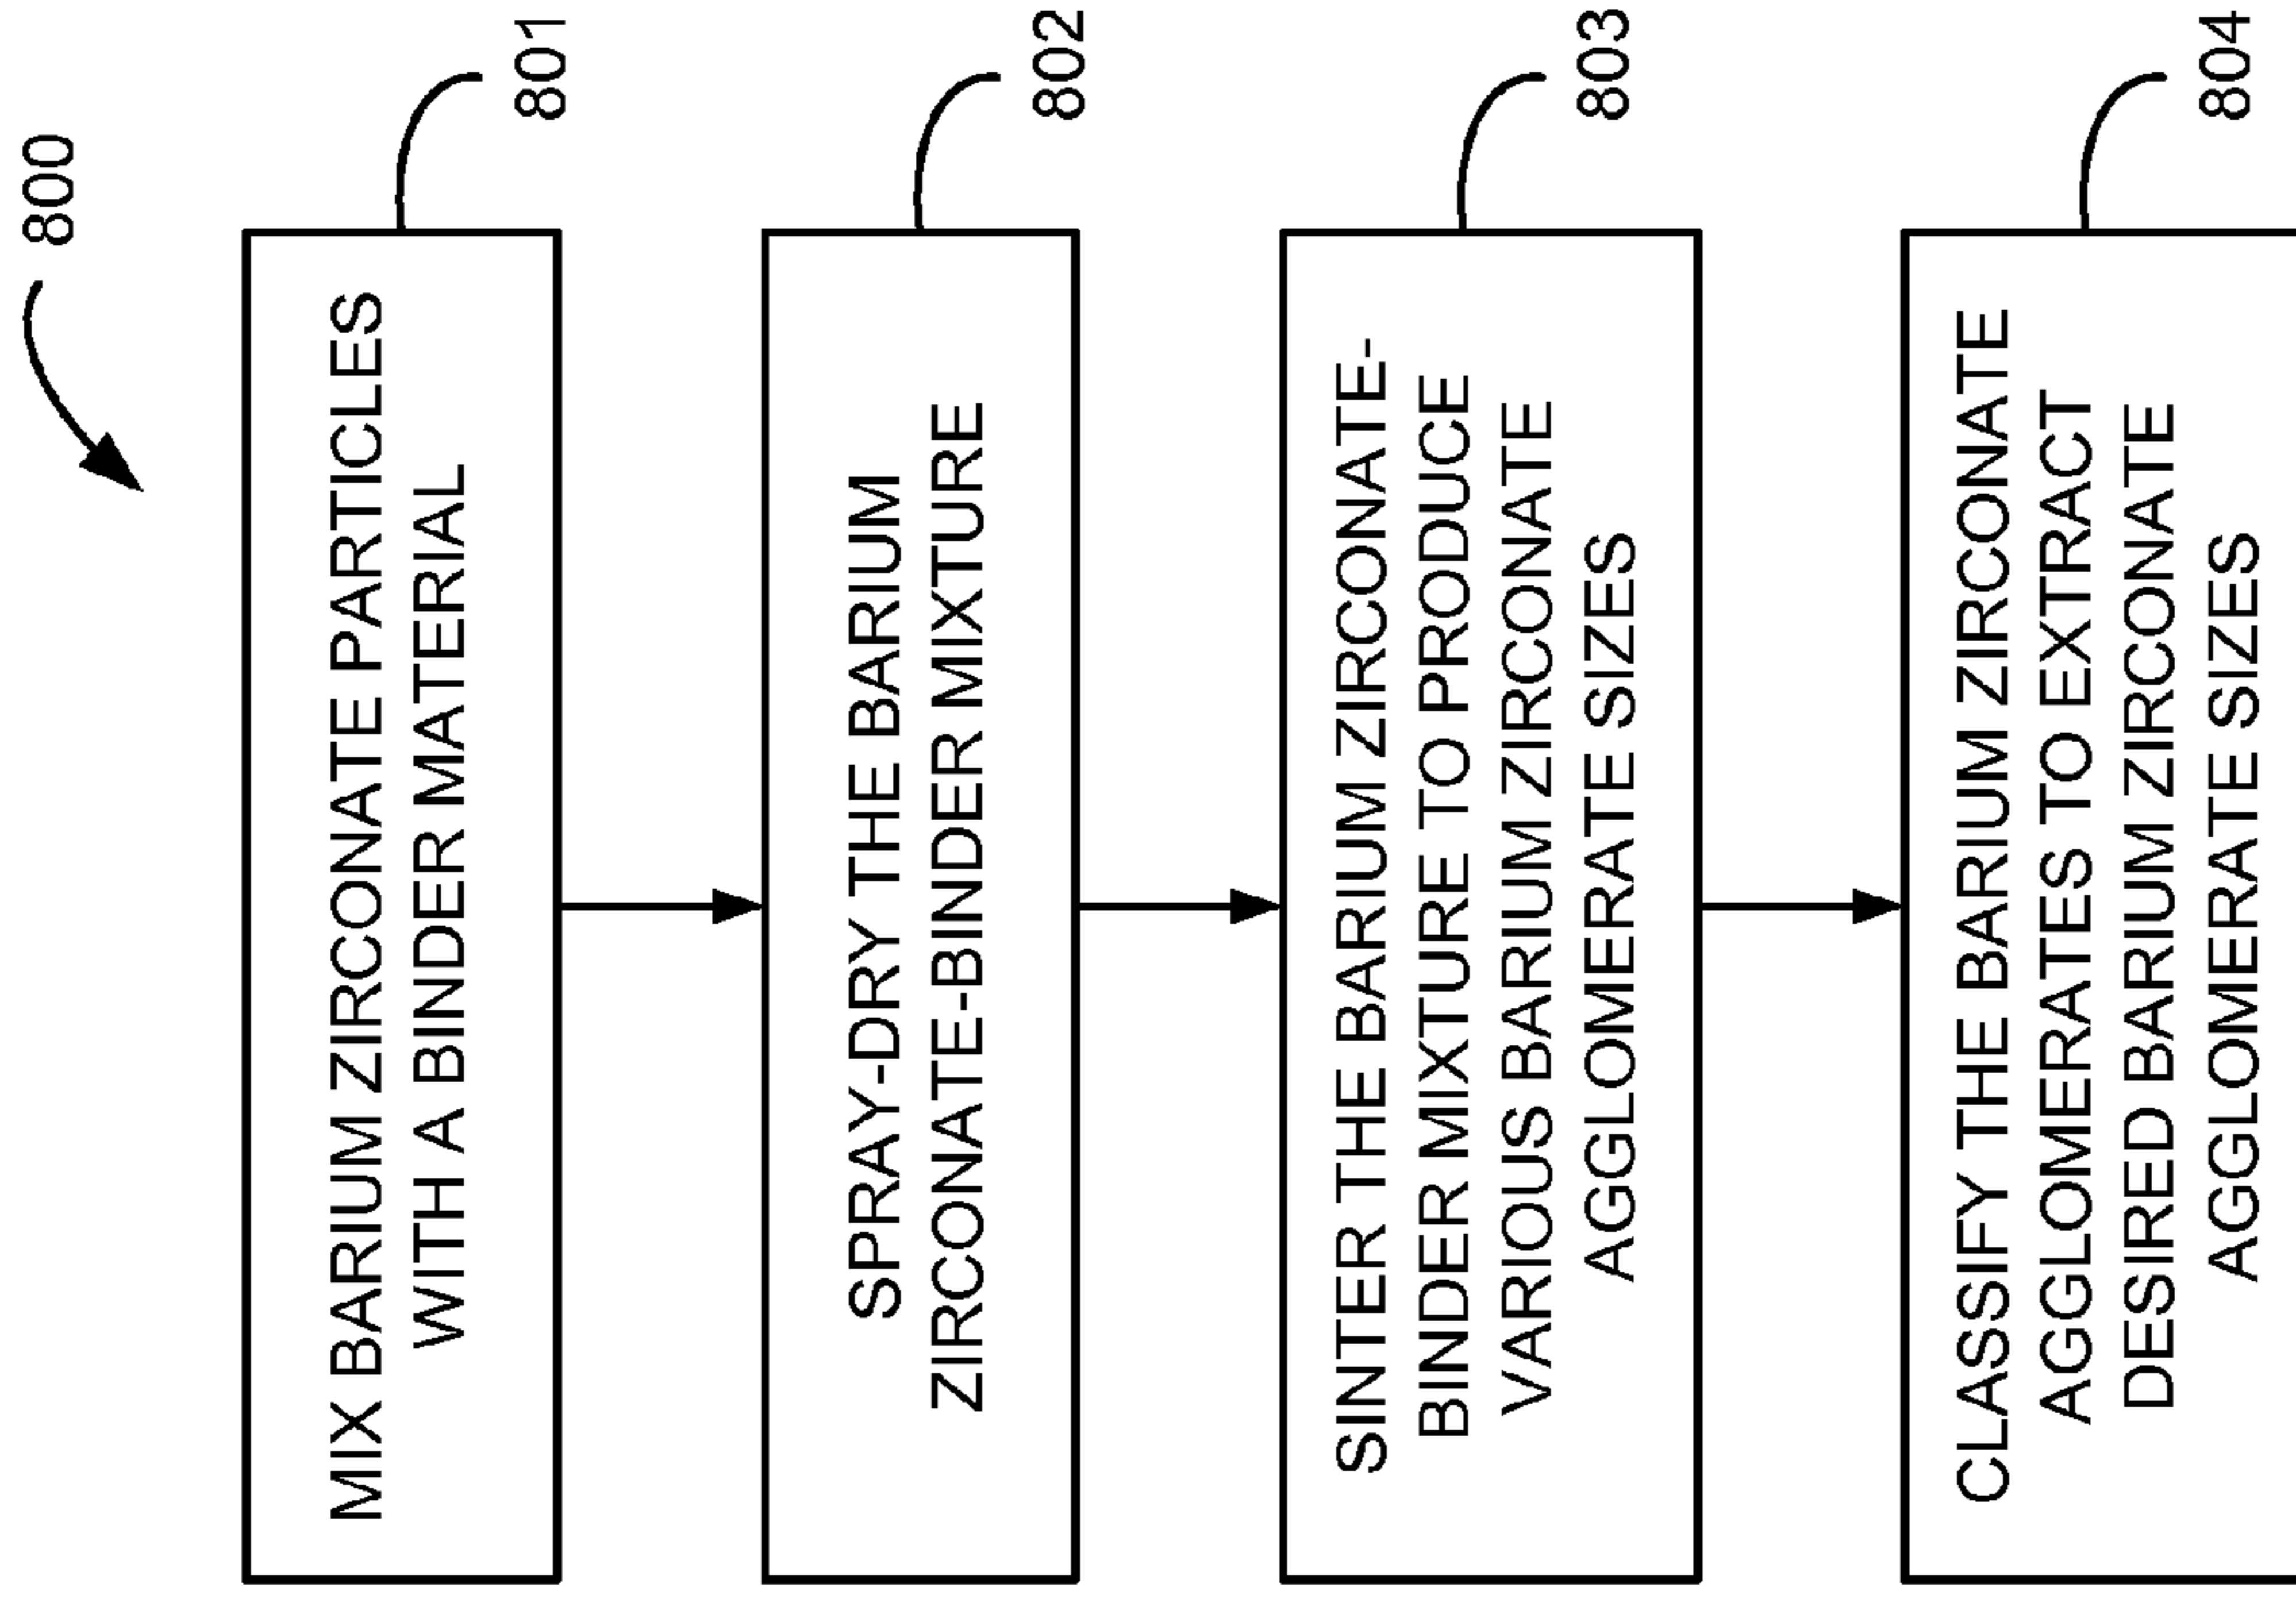 800
MIX BARIUM ZIRCONATE PARTICLES
WITH A BINDER MATERIAL
801
SPRAY-DRY THE BARIUM
ZIRCONATE-BINDER MIXTURE
802
SINTER THE BARIUM ZIRCONATE-
BINDER MIXTURE TO PRODUCE
VARIOUS BARIUM ZIRCONATE
AGGLOMERATE SIZES
803
CLASSIFY THE BARIUM ZIRCONATE
AGGLOMERATES TO EXTRACT
DESIRED BARIUM ZIRCONATE
AGGLOMERATE SIZES
804